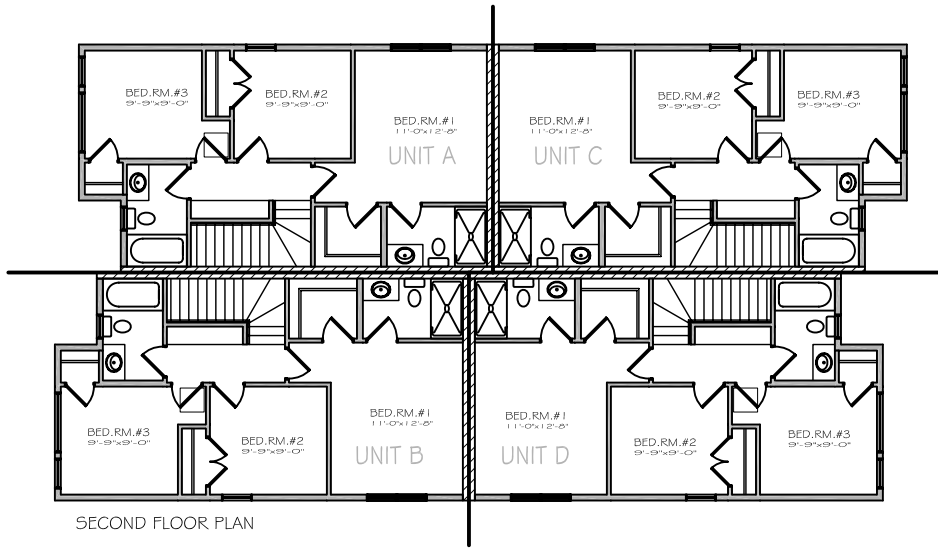 BED.RM.#3
9'-9"x9'-0"
BED.RM.#2
9'-9"x9'-0"
BED.RM.#1
11'-0"x12'-8"
UNIT A
BED.RM.#1
11'-0"x12'-8"
UNIT C
BED.RM.#2
9'-9"x9'-0"
BED.RM.#3
9'-9"x9'-0"
BED.RM.#3
9'-9"x9'-0"
BED.RM.#2
9'-9"x9'-0"
BED.RM.#1
11'-0"x12'-8"
UNIT B
BED.RM.#1
11'-0"x12'-8"
UNIT D
BED.RM.#2
9'-9"x9'-0"
BED.RM.#3
9'-9"x9'-0"
SECOND FLOOR PLAN